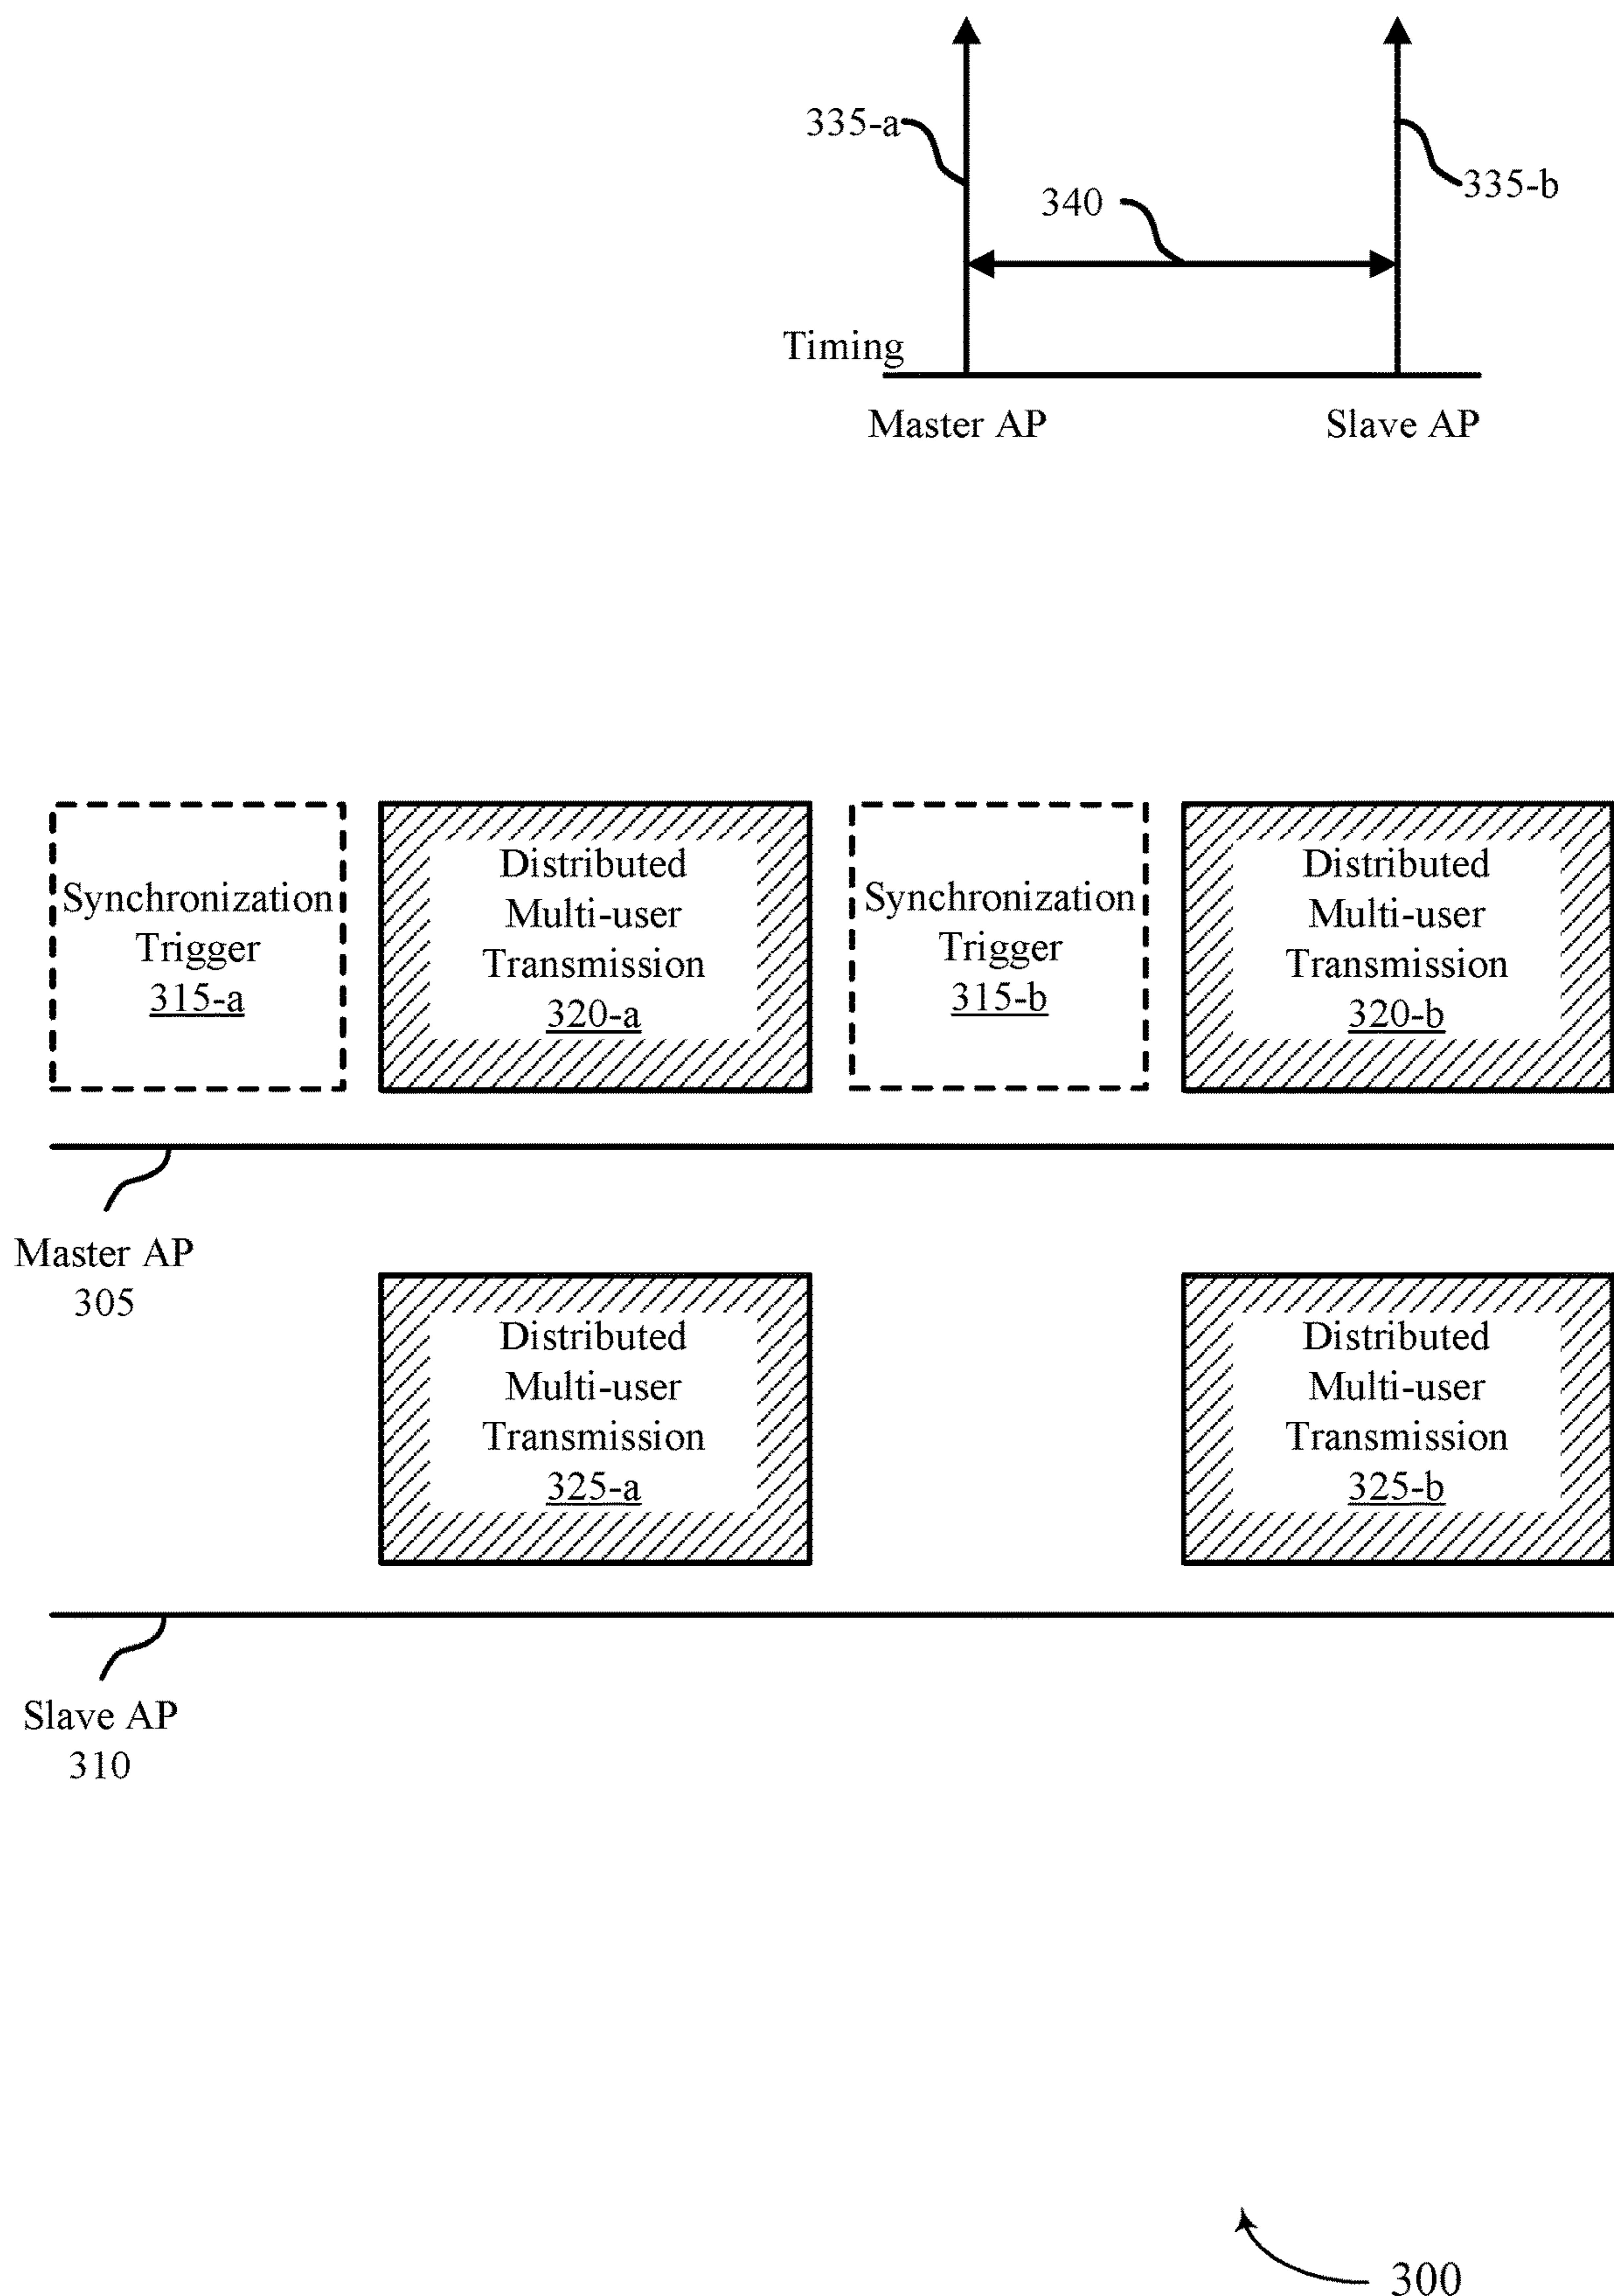 335-a
335-b
340
Timing
Master AP
Slave AP
Synchronization
Trigger
315-a
Distributed
Multi-user
Transmission
320-a
Synchronization
Trigger
315-b
Distributed
Multi-user
Transmission
320-b
Master AP
305
Distributed
Multi-user
Transmission
325-a
Distributed
Multi-user
Transmission
325-b
Slave AP
310
300